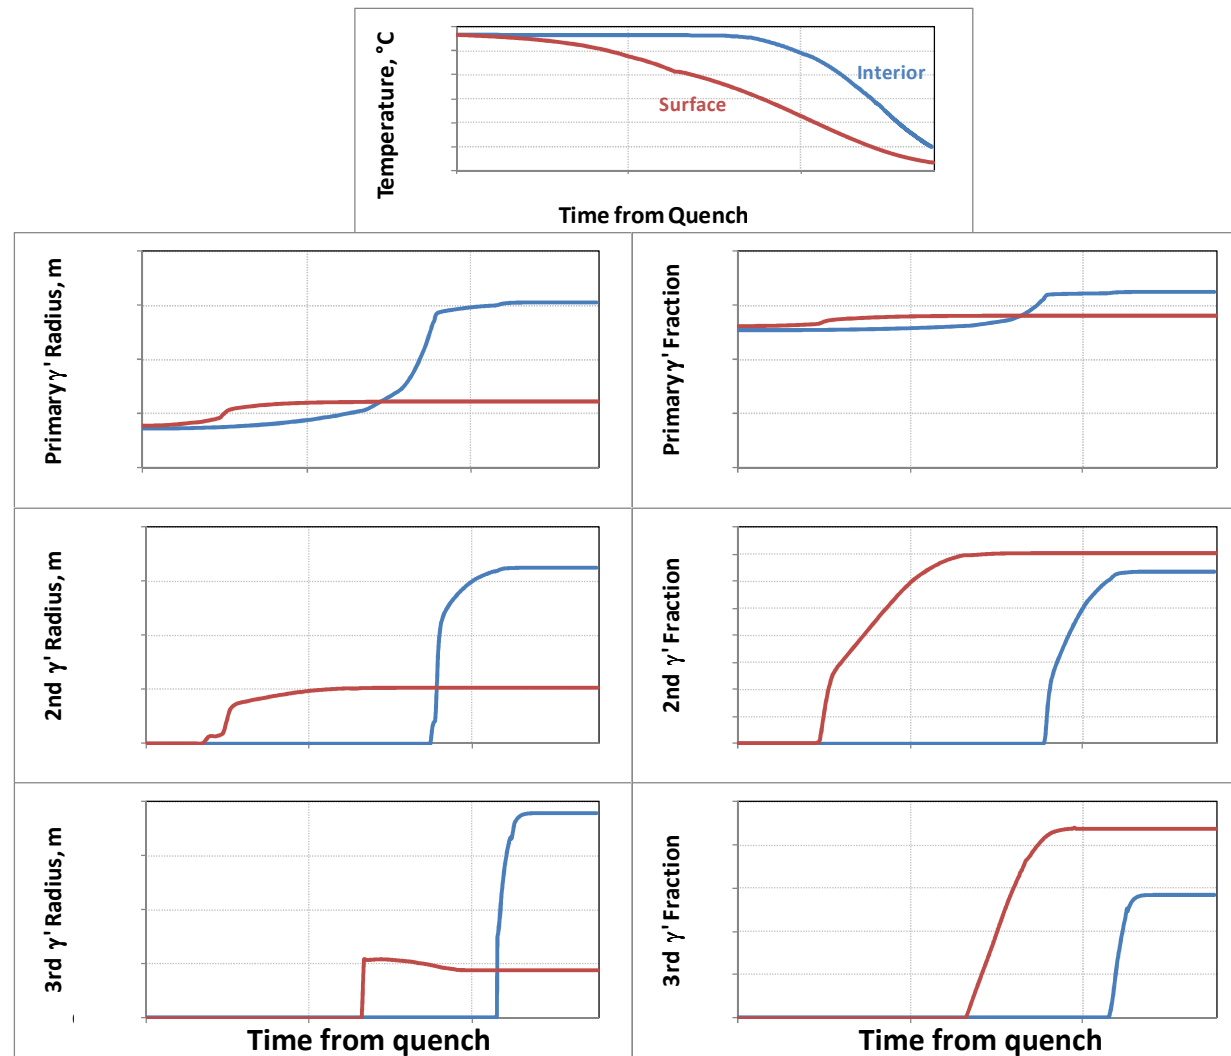 Temperature, °C
Interior
Surface
Time from Quench
Primary γ' Radius, m
Primary γ' Fraction
2nd γ' Radius, m
2nd γ' Fraction
3rd γ' Radius, m
3rd γ' Fraction
Time from quench
Time from quench